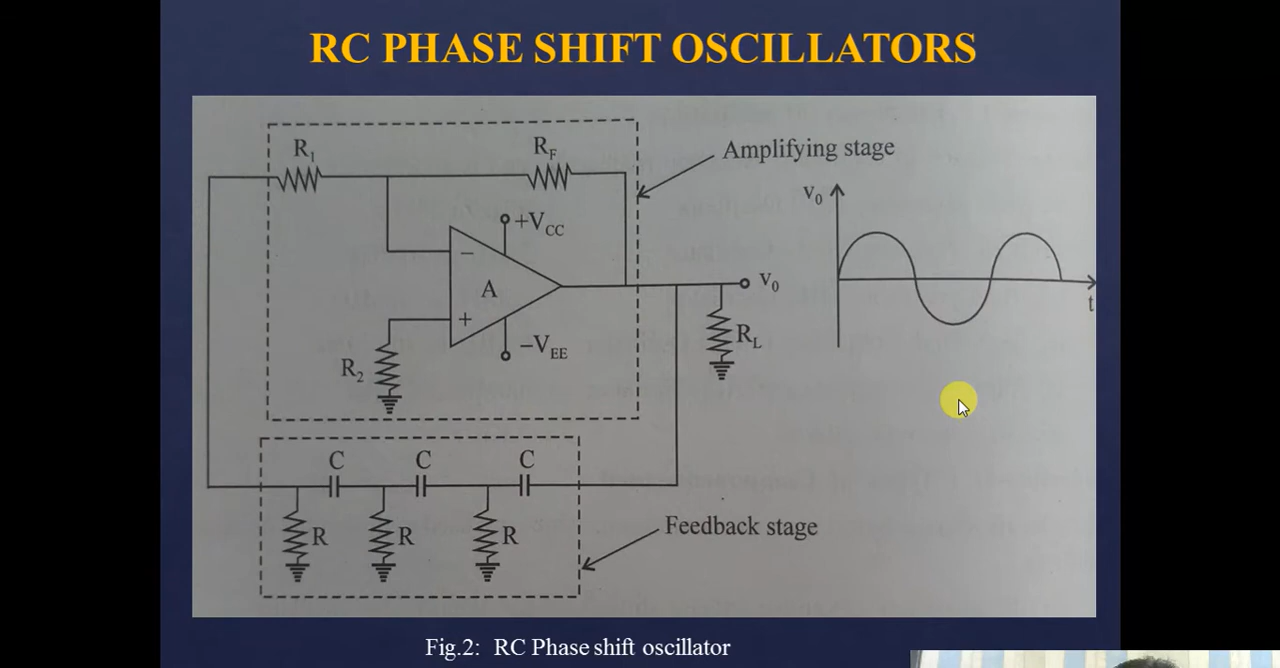 RC PHASE SHIFT OSCILLATORS
R1
RF
Amplifying stage
+VCC
−
A
+
−VEE
R2
v0
RL
v0
t
C C C
R R R
Feedback stage
Fig.2: RC Phase shift oscillator